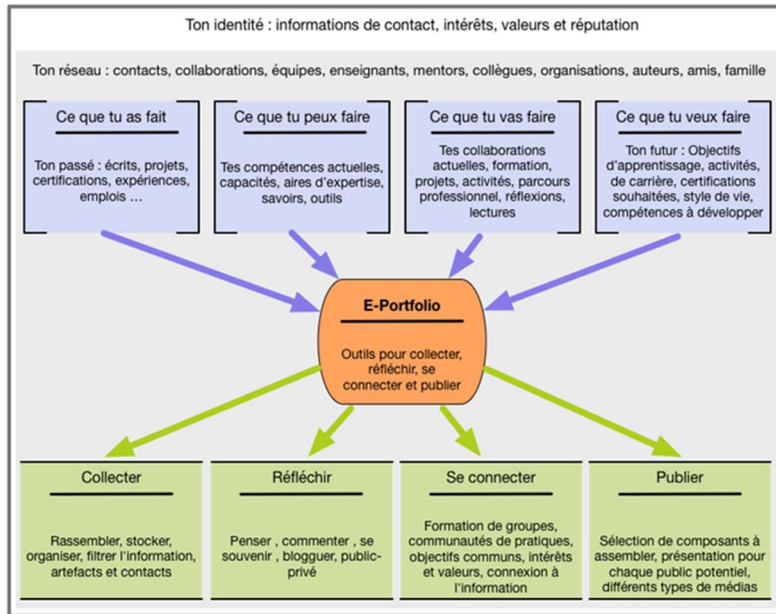 Ton identité : informations de contact, intérêts, valeurs et réputation
Ton réseau : contacts, collaborations, équipes, enseignants, mentors, collègues, organisations, auteurs, amis, famille
Ce que tu as fait
Ton passé : écrits, projets,
certifications, expériences,
emplois ...
Ce que tu peux faire
Tes compétences actuelles,
capacités, aires d'expertise,
savoirs, outils
Ce que tu vas faire
Tes collaborations
actuelles, formation,
projets, activités, parcours
professionnel, réflexions,
lectures
Ce que tu veux faire
Ton futur : Objectifs
d'apprentissage, activités,
de carrière, certifications
souhaitées, style de vie,
compétences à développer
E-Portfolio
Outils pour collecter,
réfléchir, se
connecter et publier
Collecter
Rassembler, stocker,
organiser, filtrer l'information,
artefacts et contacts
Réfléchir
Penser , commenter , se
souvenir , blogguer, public-
privé
Se connecter
Formation de groupes,
communautés de pratiques,
objectifs communs, intérêts
et valeurs, connexion à
l'information
Publier
Sélection de composants à
assembler, présentation pour
chaque public potentiel,
différents types de médias